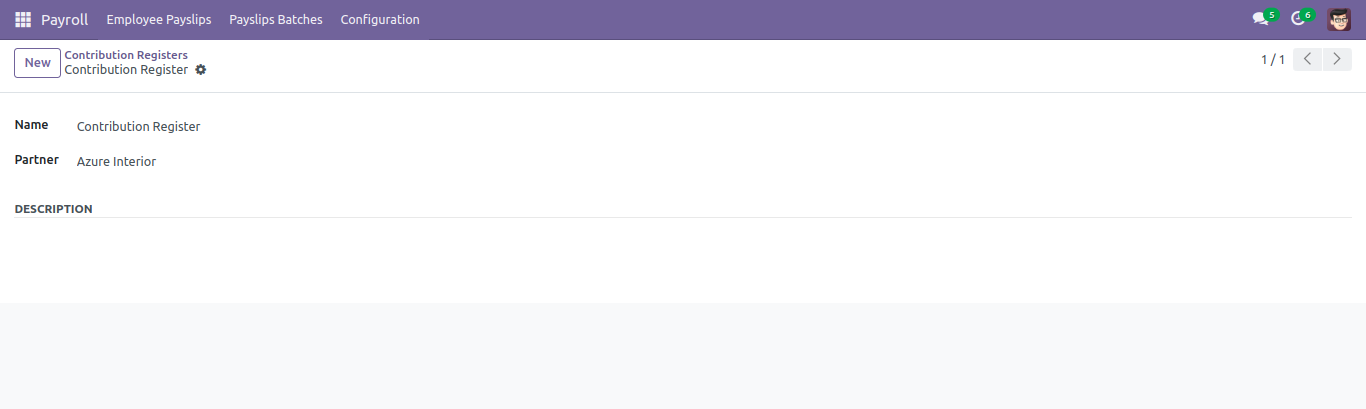 Payroll Employee Payslips Payslips Batches Configuration 5 6
New Contribution Registers 1 / 1
Contribution Register
Name Contribution Register
Partner Azure Interior
DESCRIPTION